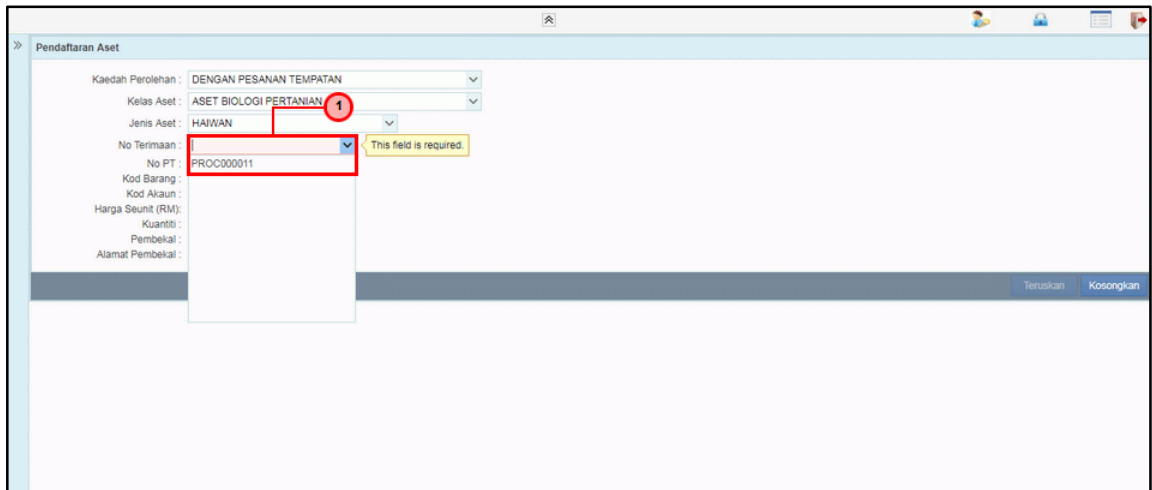 Pendaftaran Aset
Kaedah Perolehan : DENGAN PESANAN TEMPATAN
Kelas Aset : ASET BIOLOGI PERTANIAN
1
Jenis Aset : HAIWAN
No Terimaan : This field is required.
No PT : PROC000011
Kod Barang :
Kod Akaun :
Harga Seunit (RM):
Kuantiti :
Pembekal :
Alamat Pembekal :
Teruskan Kosongkan